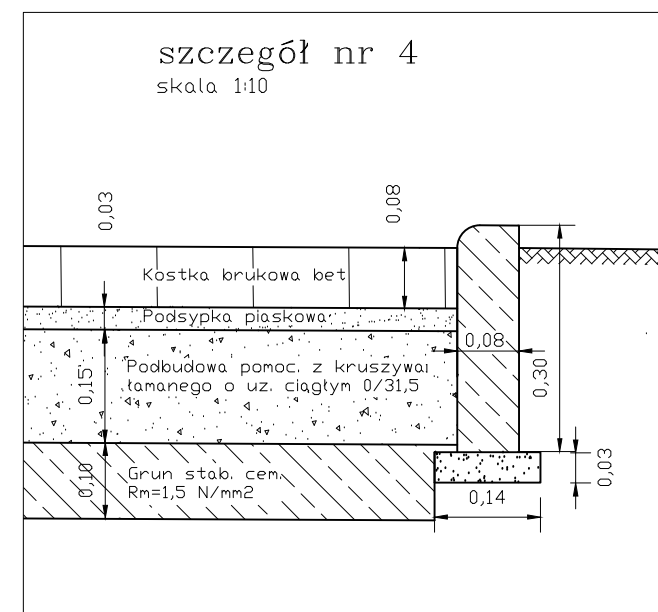 szczegół nr 4
skala 1:10
0,03
0,08
Kostka brukowa bet
Podsypka piaskowa
0,08
0,30
0,15
Podbudowa pomoc. z kruszywa
łamanego o uz. ciągłym 0/31,5
0,10
Grun stab. cem.
Rm=1,5 N/mm2
0,03
0,14